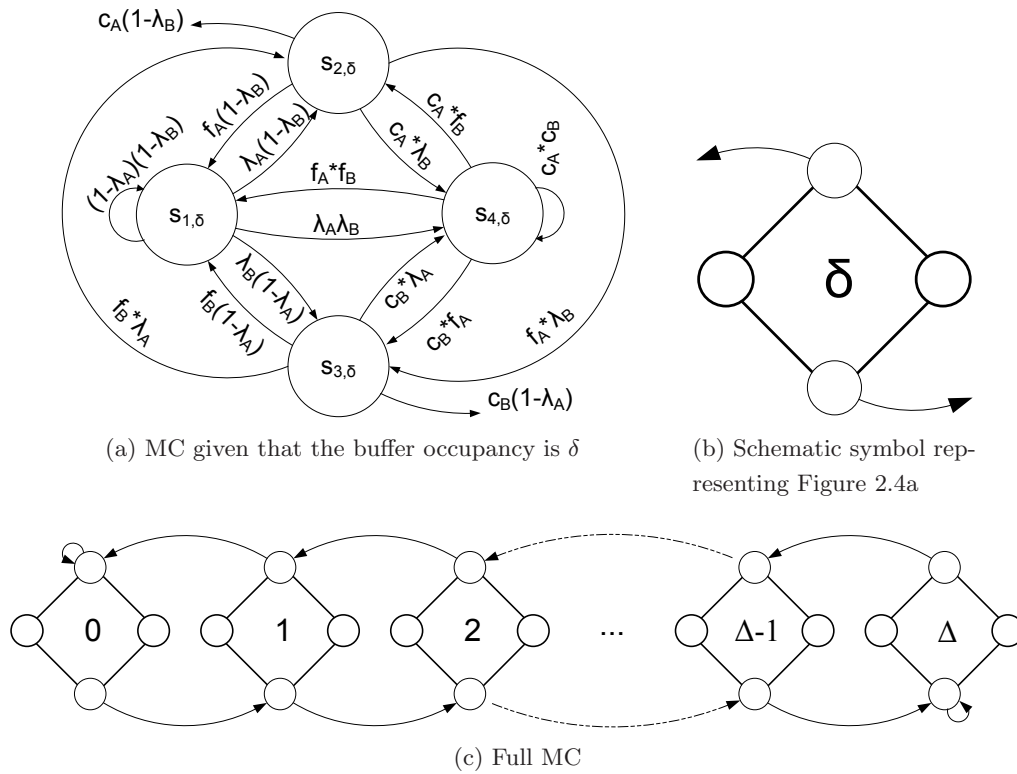 c_A(1-λ_B)
s_{2,δ}
f_A(1-λ_B)
λ_A(1-λ_B)
c_A*f_B
c_A*λ_B
c_A*c_B
(1-λ_A)(1-λ_B)
f_A*f_B
s_{1,δ}
s_{4,δ}
λ_Aλ_B
λ_B(1-λ_A)
f_B(1-λ_A)
c_B*λ_A
c_B*f_A
f_B*λ_A
f_A*λ_B
s_{3,δ}
c_B(1-λ_A)
(a) MC given that the buffer occupancy is δ
δ
(b) Schematic symbol rep-
resenting Figure 2.4a
0 1 2 ... Δ-1 Δ
(c) Full MC